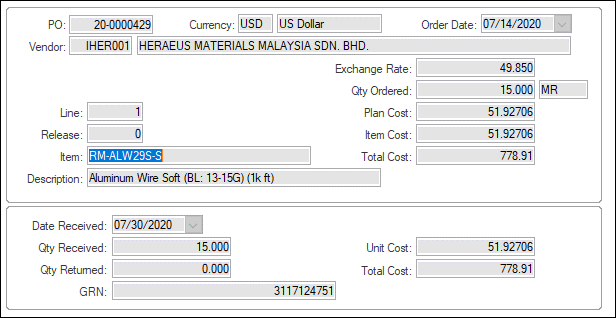 PO: 20-0000429 Currency: USD US Dollar Order Date: 07/14/2020
Vendor: IHER001 HERAEUS MATERIALS MALAYSIA SDN. BHD.
Exchange Rate: 49.850
Qty Ordered: 15.000 MR
Line: 1 Plan Cost: 51.92706
Release: 0 Item Cost: 51.92706
Item: RM-ALW29S-S Total Cost: 778.91
Description: Aluminum Wire Soft (BL: 13-15G) (1k ft)
Date Received: 07/30/2020
Qty Received: 15.000 Unit Cost: 51.92706
Qty Returned: 0.000 Total Cost: 778.91
GRN: 3117124751